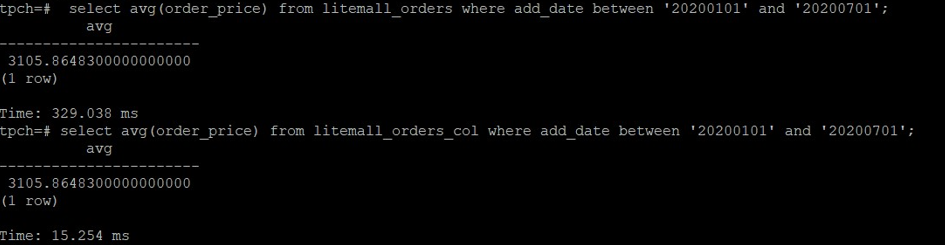 tpch=#  select avg(order_price) from litemall_orders where add_date between '20200101' and '20200701';
          avg
-----------------------
 3105.8648300000000000
(1 row)

Time: 329.038 ms
tpch=# select avg(order_price) from litemall_orders_col where add_date between '20200101' and '20200701';
          avg
-----------------------
 3105.8648300000000000
(1 row)

Time: 15.254 ms